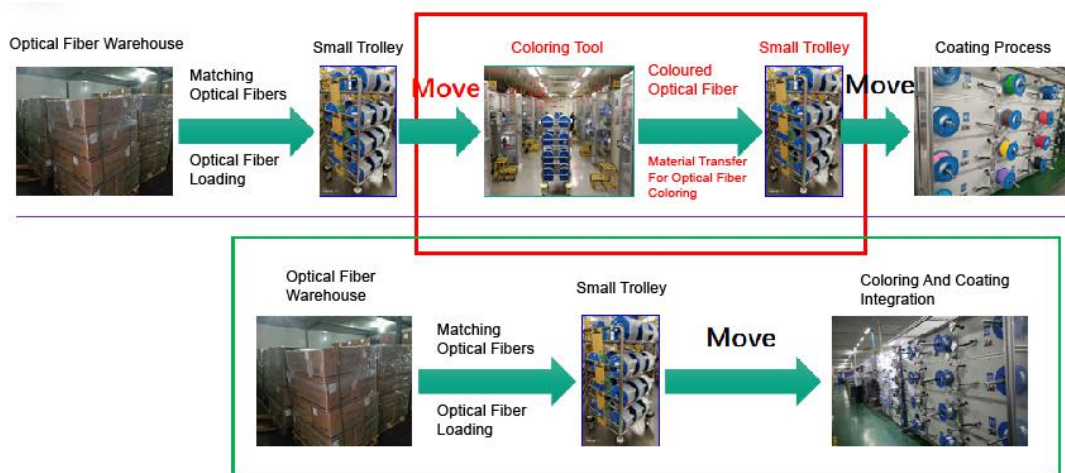 Optical Fiber Warehouse
Matching
Optical Fibers
Optical Fiber
Loading
Small Trolley
Move
Coloring Tool
Coloured
Optical Fiber
Material Transfer
For Optical Fiber
Coloring
Small Trolley
Move
Coating Process
Optical Fiber
Warehouse
Matching
Optical Fibers
Optical Fiber
Loading
Small Trolley
Move
Coloring And Coating
Integration